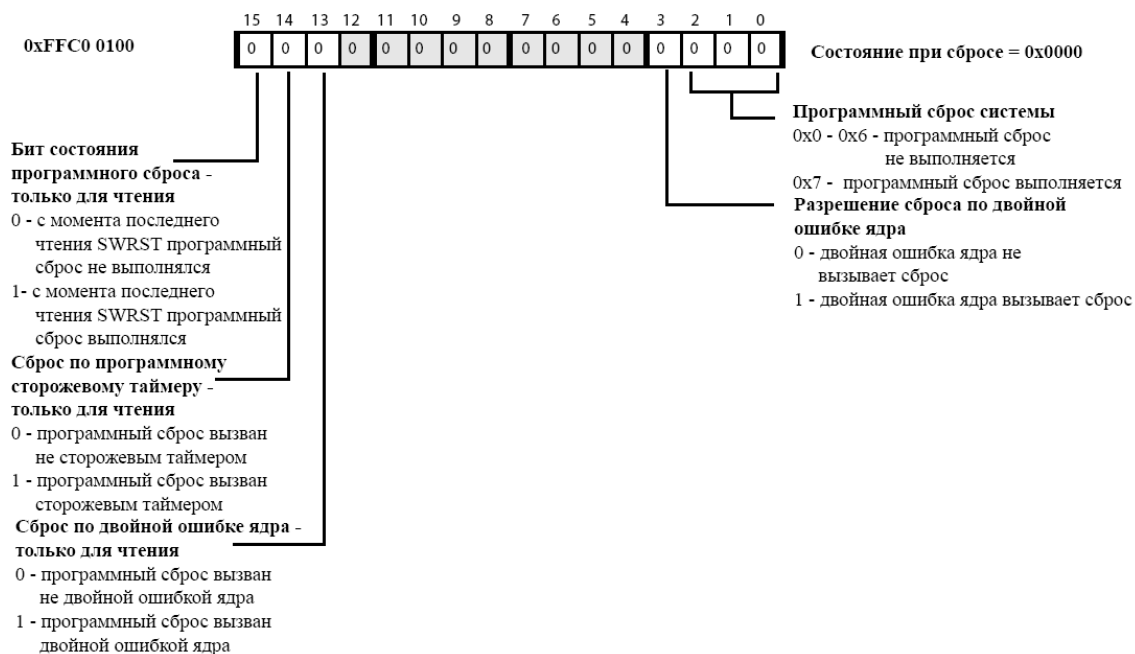 15 14 13 12 11 10 9 8 7 6 5 4 3 2 1 0
0xFFC0 0100
0 0 0 0 0 0 0 0 0 0 0 0 0 0 0 0
Состояние при сбросе = 0x0000
Программный сброс системы
0x0 - 0x6 - программный сброс
не выполняется
0x7 - программный сброс выполняется
Разрешение сброса по двойной
ошибке ядра
0 - двойная ошибка ядра не
вызывает сброс
1 - двойная ошибка ядра вызывает сброс
Бит состояния
программного сброса -
только для чтения
0 - с момента последнего
чтения SWRST программный
сброс не выполнялся
1- с момента последнего
чтения SWRST программный
сброс выполнялся
Сброс по программному
сторожевому таймеру -
только для чтения
0 - программный сброс вызван
не сторожевым таймером
1 - программный сброс вызван
сторожевым таймером
Сброс по двойной ошибке ядра -
только для чтения
0 - программный сброс вызван
не двойной ошибкой ядра
1 - программный сброс вызван
двойной ошибкой ядра